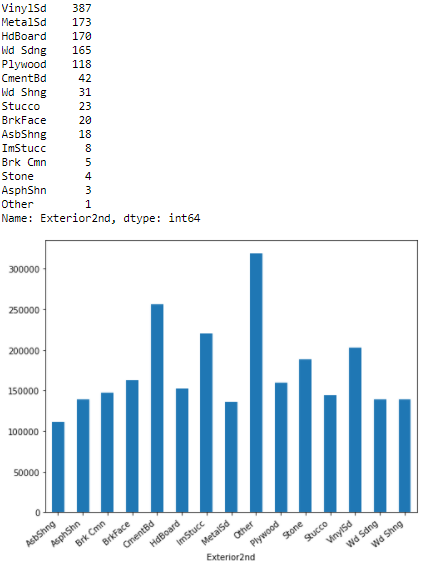 VinylSd 387
MetalSd 173
HdBoard 170
Wd Sdng 165
Plywood 118
CmentBd 42
Wd Shng 31
Stucco 23
BrkFace 20
AsbShng 18
ImStucc 8
Brk Cmn 5
Stone 4
AsphShn 3
Other 1
Name: Exterior2nd, dtype: int64
300000
250000
200000
150000
100000
50000
0
AsbShng AsphShn Brk Cmn BrkFace CmentBd HdBoard ImStucc MetalSd Other Plywood Stone Stucco VinylSd Wd Sdng Wd Shng
Exterior2nd